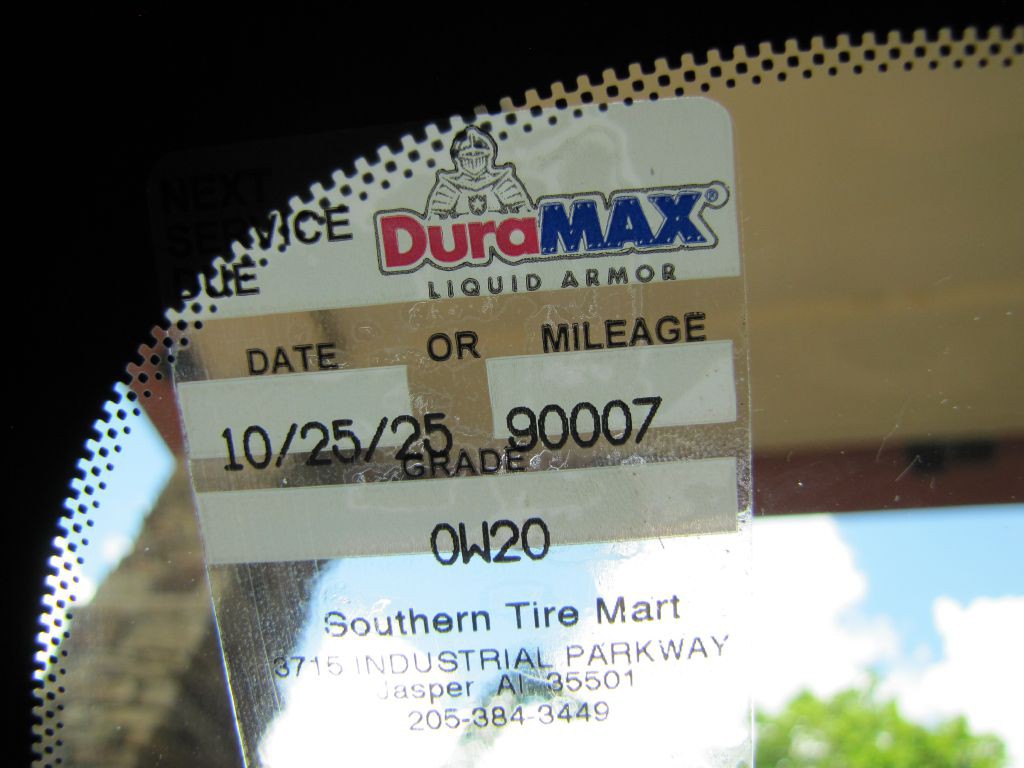 NEXT
SERVICE
DUE
DuraMAX®
LIQUID ARMOR
DATE OR MILEAGE
10/25/25 90007
GRADE
0W20
Southern Tire Mart
3715 INDUSTRIAL PARKWAY
Jasper Al 35501
205-384-3449